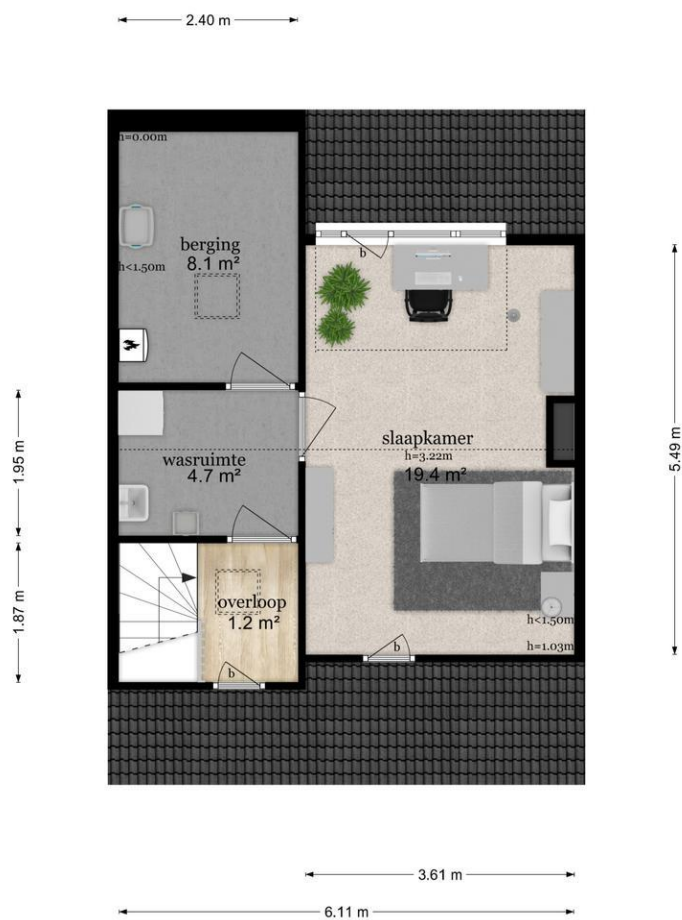 2.40 m
h=0.00m
berging
8.1 m²
h<1.50m
b
slaapkamer
h=3.22m
19.4 m²
wasruimte
4.7 m²
overloop
1.2 m²
b
b
h<1.50m
h=1.03m
1.95 m
1.87 m
5.49 m
3.61 m
6.11 m